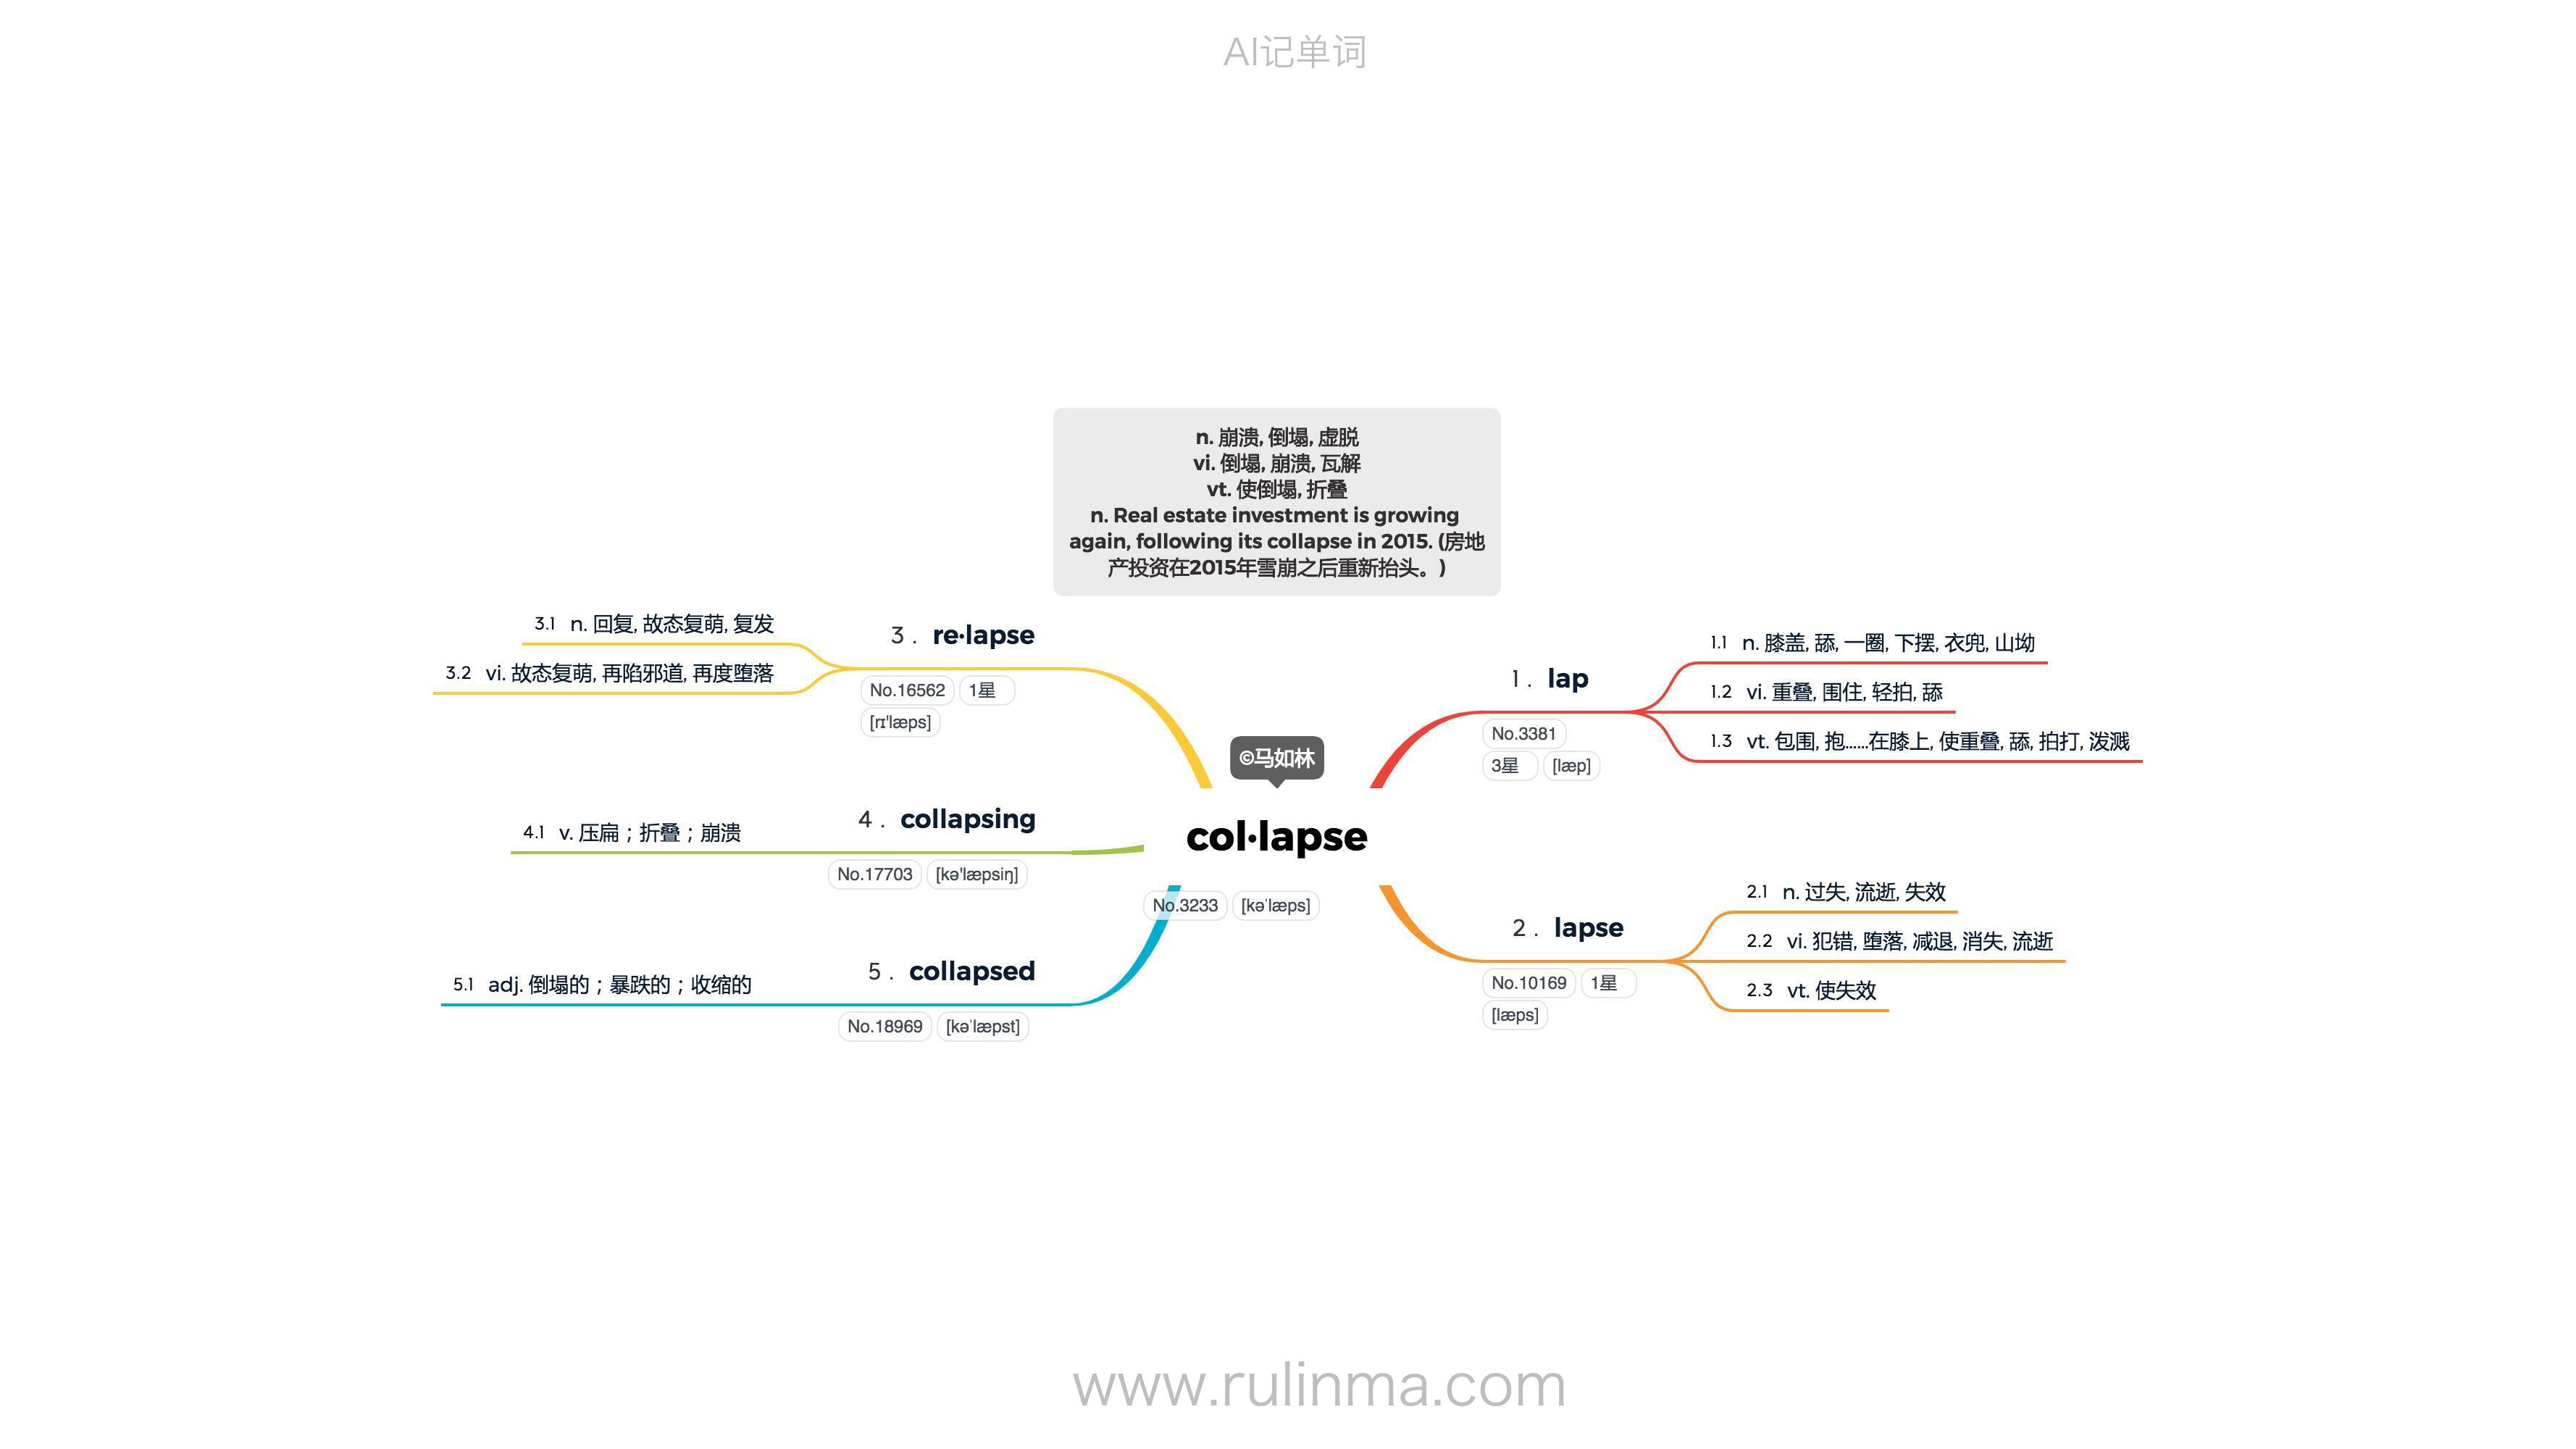 AI记单词
n. 崩溃, 倒塌, 虚脱
vi. 倒塌, 崩溃, 瓦解
vt. 使倒塌, 折叠
n. Real estate investment is growing
again, following its collapse in 2015. (房地
产投资在2015年雪崩之后重新抬头。)
©马如林
col·lapse
No.3233 [kəˈlæps]
1. lap
No.3381
3星 [læp]
1.1 n. 膝盖, 舔, 一圈, 下摆, 衣兜, 山坳
1.2 vi. 重叠, 围住, 轻拍, 舔
1.3 vt. 包围, 抱……在膝上, 使重叠, 舔, 拍打, 泼溅
2. lapse
No.10169 1星
[læps]
2.1 n. 过失, 流逝, 失效
2.2 vi. 犯错, 堕落, 减退, 消失, 流逝
2.3 vt. 使失效
3. re·lapse
No.16562 1星
[rɪ'læps]
3.1 n. 回复, 故态复萌, 复发
3.2 vi. 故态复萌, 再陷邪道, 再度堕落
4. collapsing
No.17703 [kə'læpsiŋ]
4.1 v. 压扁；折叠；崩溃
5. collapsed
No.18969 [kəˈlæpst]
5.1 adj. 倒塌的；暴跌的；收缩的
www.rulinma.com